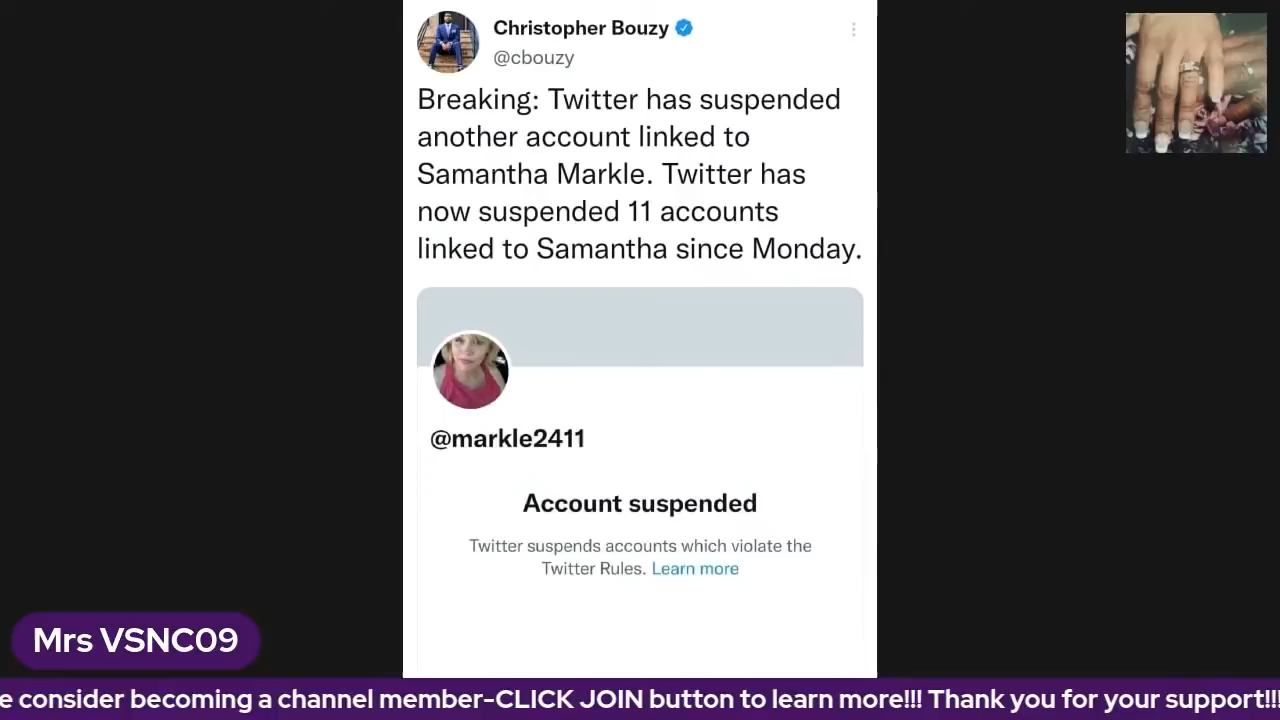 Christopher Bouzy
@cbouzy
Breaking: Twitter has suspended
another account linked to
Samantha Markle. Twitter has
now suspended 11 accounts
linked to Samantha since Monday.
@markle2411
Account suspended
Twitter suspends accounts which violate the
Twitter Rules. Learn more
Mrs VSNC09
e consider becoming a channel member-CLICK JOIN button to learn more!!! Thank you for your support!!!